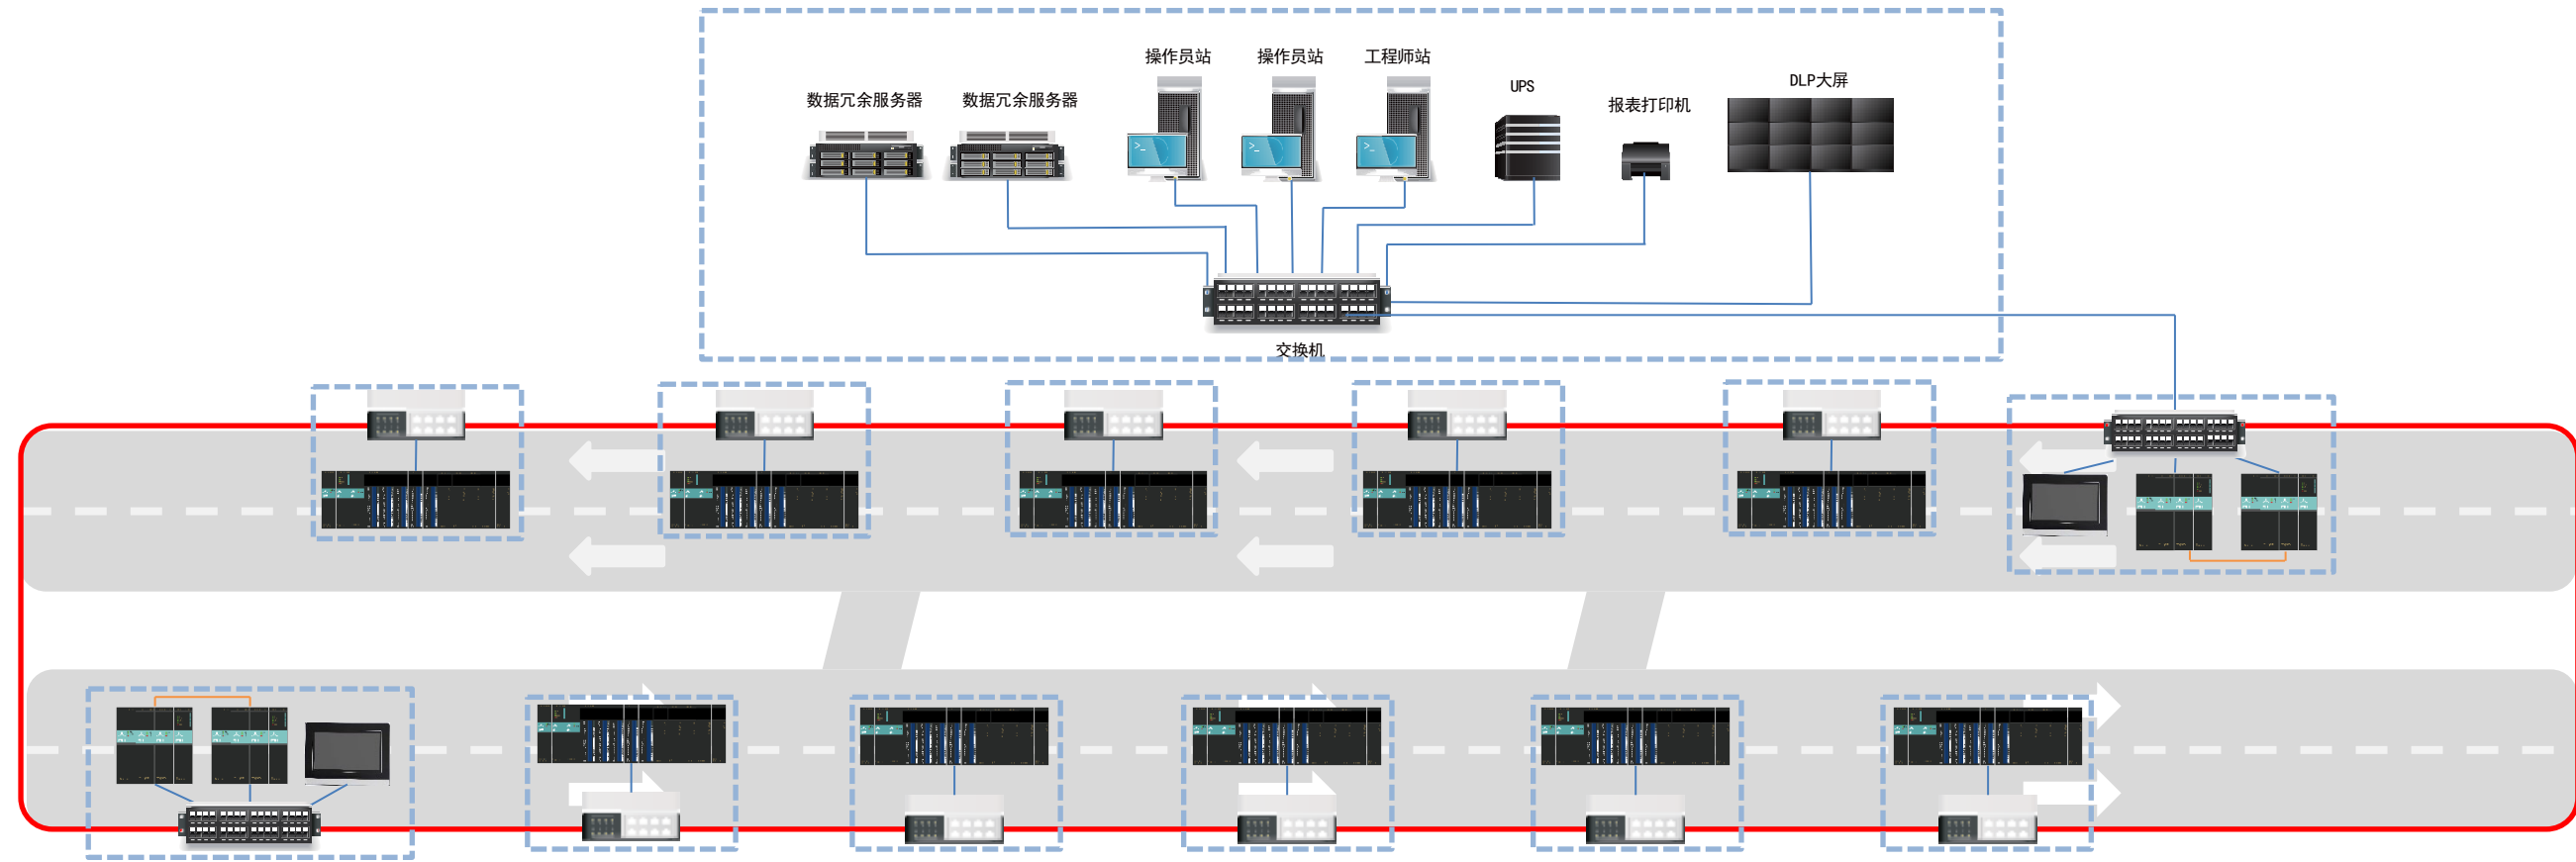 操作员站
操作员站
工程师站
DLP大屏
UPS
数据冗余服务器
数据冗余服务器
报表打印机
交换机